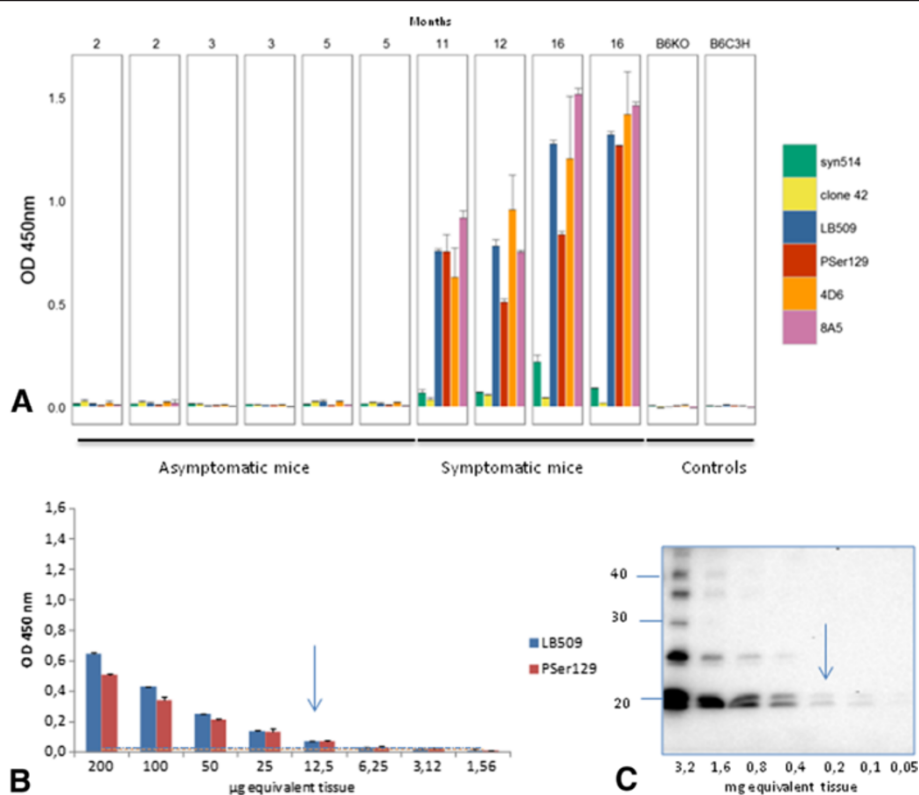 Months
2 2 3 3 5 5 11 12 16 16 B6KO B6C3H
1.5
1.0
0.5
0.0
OD 450nm
syn514
clone 42
LB509
PSer129
4D6
8A5
A
Asymptomatic mice Symptomatic mice Controls
1,6
1,4
1,2
1,0
0,8
0,6
0,4
0,2
0,0
OD 450 nm
LB509
PSer129
200 100 50 25 12,5 6,25 3,12 1,56
µg equivalent tissue
B
40
30
20
3,2 1,6 0,8 0,4 0,2 0,1 0,05
mg equivalent tissue
C